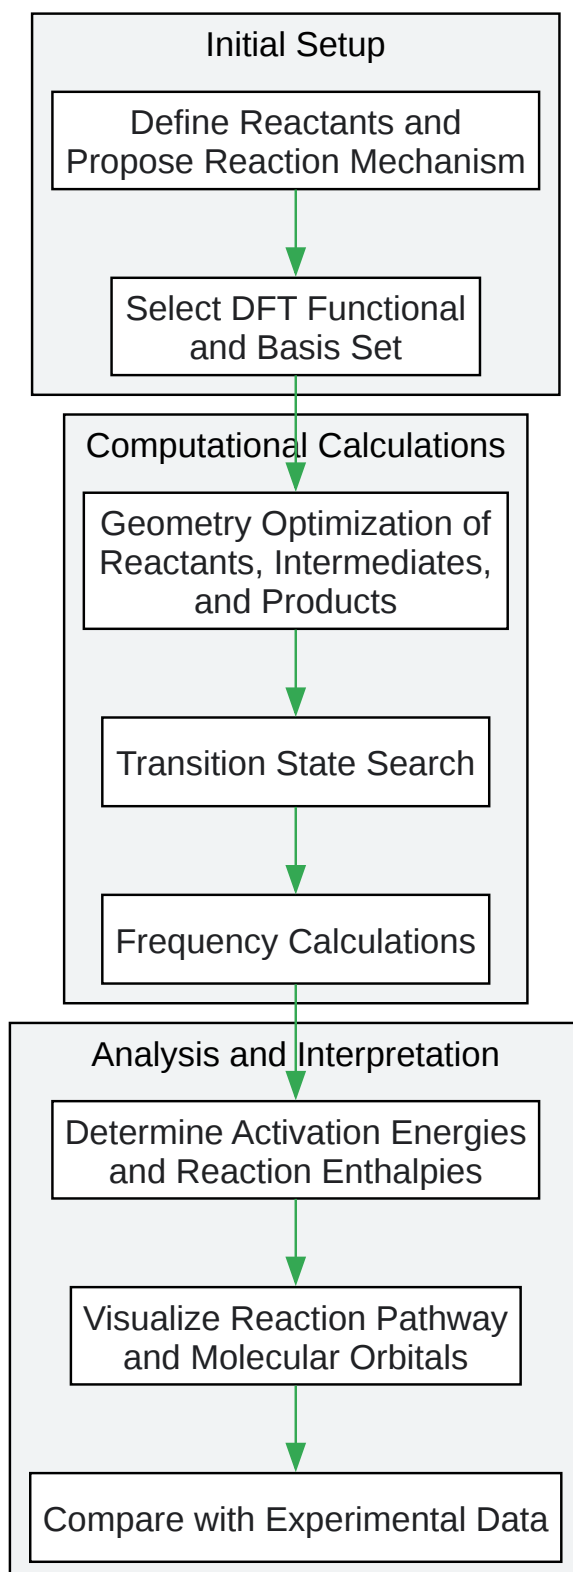 Initial Setup
Define Reactants and
Propose Reaction Mechanism
Select DFT Functional
and Basis Set
Computational Calculations
Geometry Optimization of
Reactants, Intermediates,
and Products
Transition State Search
Frequency Calculations
Analysis and Interpretation
Determine Activation Energies
and Reaction Enthalpies
Visualize Reaction Pathway
and Molecular Orbitals
Compare with Experimental Data